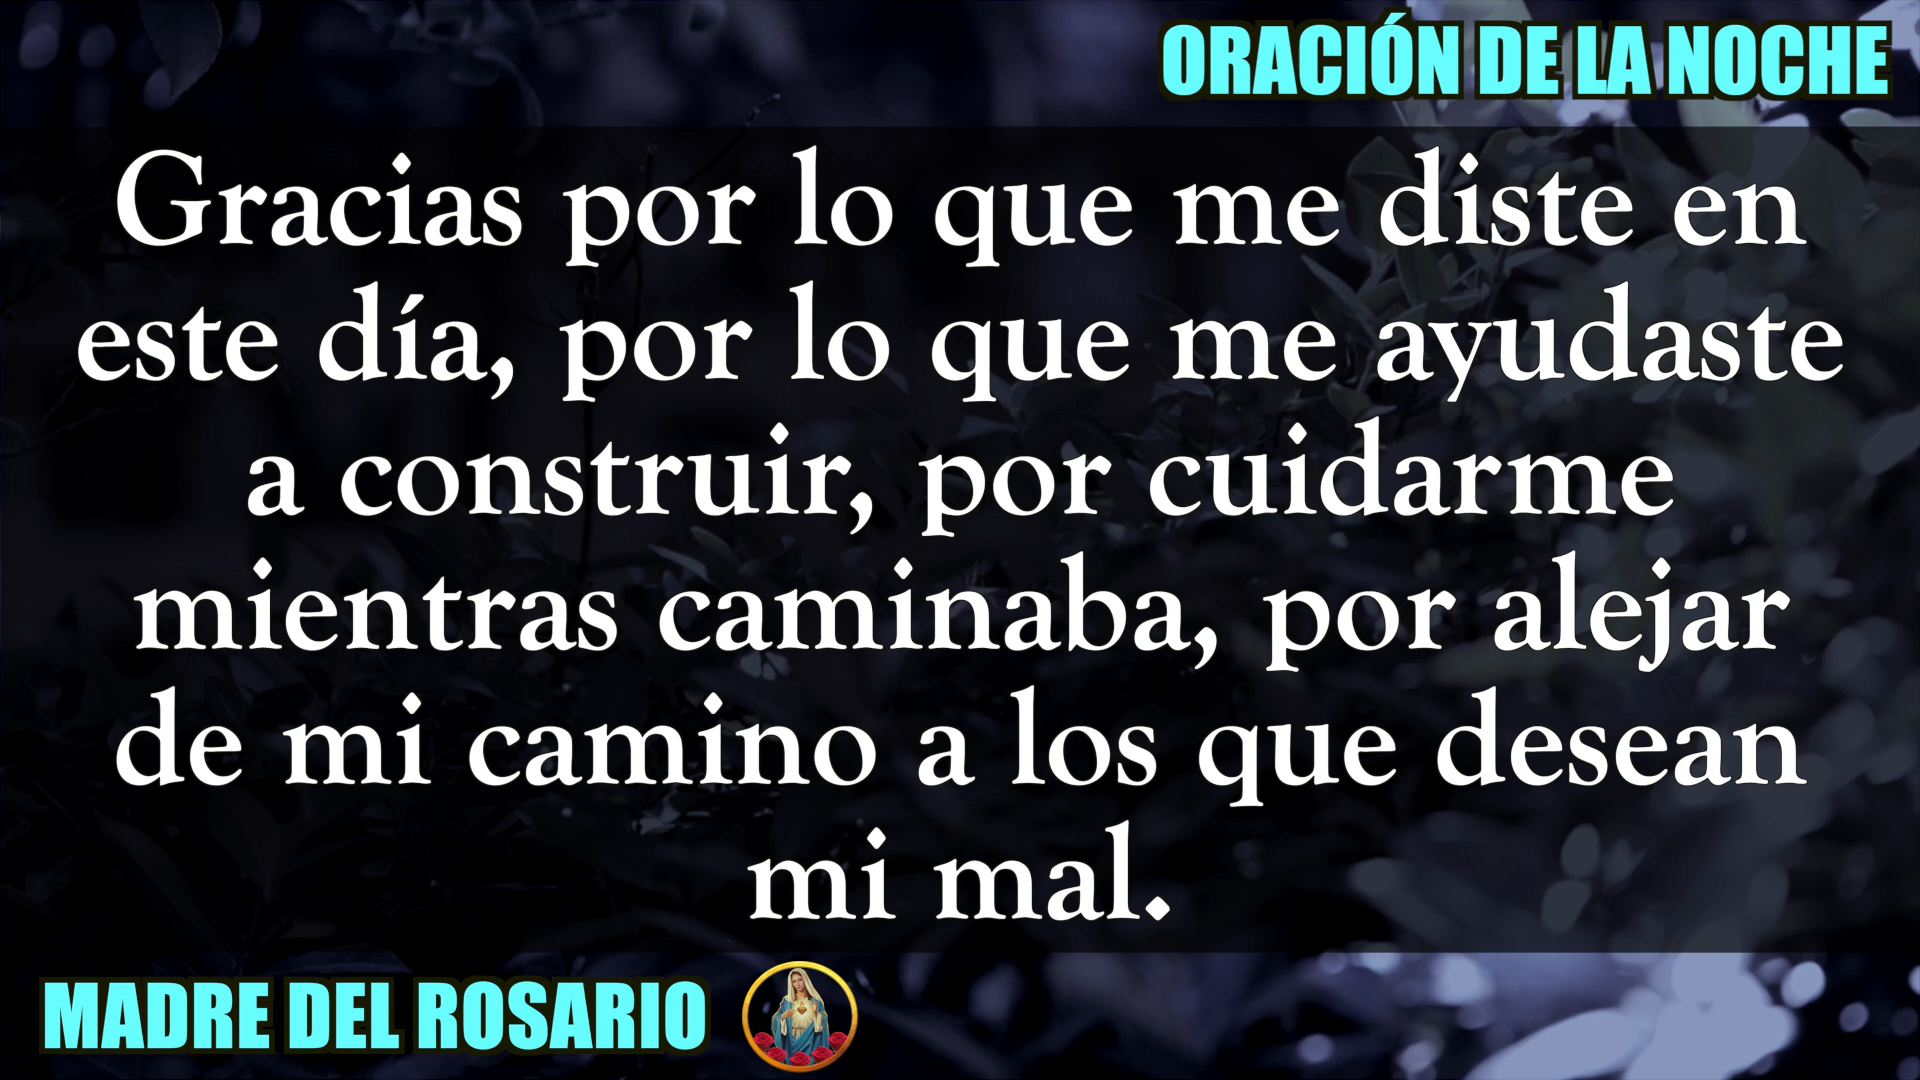 ORACIÓN DE LA NOCHE
Gracias por lo que me diste en
este día, por lo que me ayudaste
a construir, por cuidarme
mientras caminaba, por alejar
de mi camino a los que desean
mi mal.
MADRE DEL ROSARIO